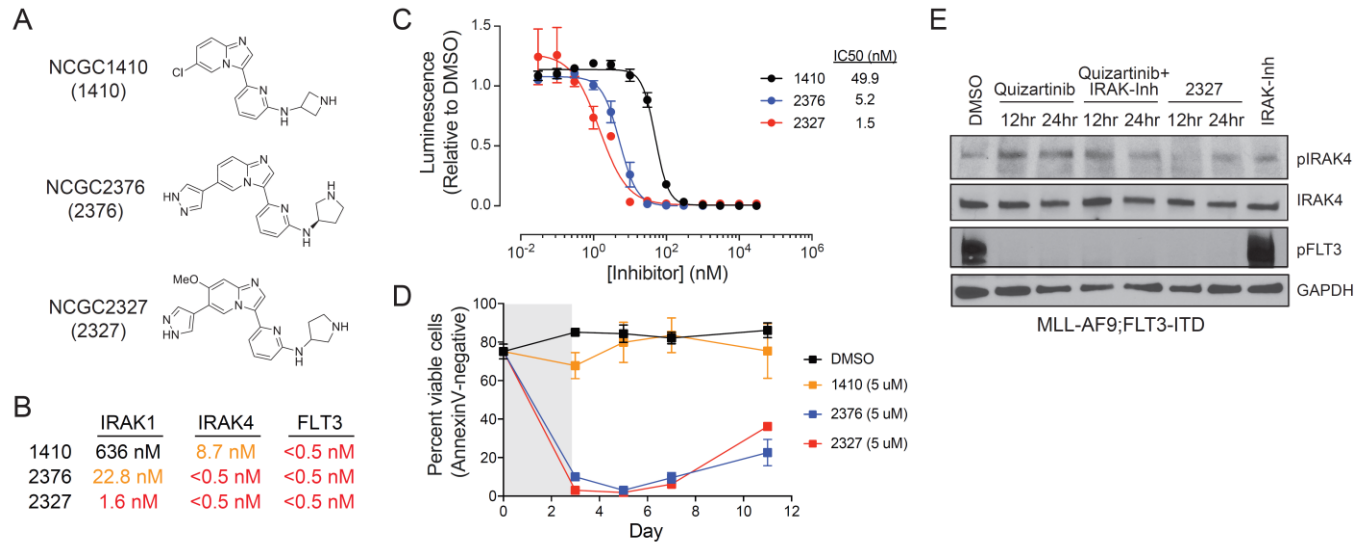 A
NCGC1410
(1410)
N
N
Cl
N
NH
N
H
NCGC2376
(2376)
N
N
HN
N
N
H
N
N
H
NCGC2327
(2327)
MeO
N
N
HN
N
N
NH
N
H
B
IRAK1 IRAK4 FLT3
1410 636 nM 8.7 nM <0.5 nM
2376 22.8 nM <0.5 nM <0.5 nM
2327 1.6 nM <0.5 nM <0.5 nM
C
Luminescence
(Relative to DMSO)
1.5
1.0
0.5
0.0
10-2 100 102 104 106
[Inhibitor] (nM)
IC50 (nM)
1410 49.9
2376 5.2
2327 1.5
D
Percent viable cells
(AnnexinV-negative)
100
80
60
40
20
0
0 2 4 6 8 10 12
Day
DMSO
1410 (5 uM)
2376 (5 uM)
2327 (5 uM)
E
DMSO
Quizartinib
Quizartinib+
IRAK-Inh
2327
IRAK-Inh
12hr 24hr 12hr 24hr 12hr 24hr
pIRAK4
IRAK4
pFLT3
GAPDH
MLL-AF9;FLT3-ITD